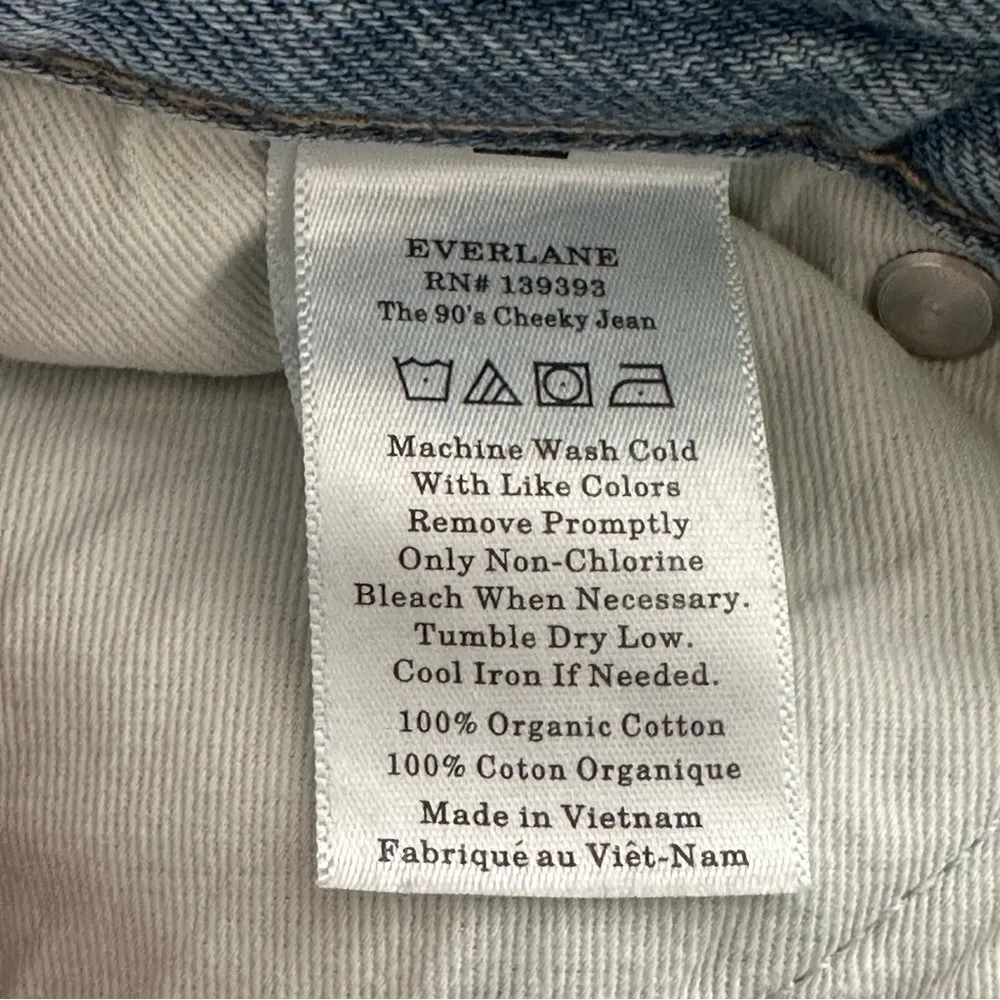 EVERLANE
RN# 139393
The 90's Cheeky Jean
Machine Wash Cold
With Like Colors
Remove Promptly
Only Non-Chlorine
Bleach When Necessary.
Tumble Dry Low.
Cool Iron If Needed.
100% Organic Cotton
100% Coton Organique
Made in Vietnam
Fabriqué au Viêt-Nam